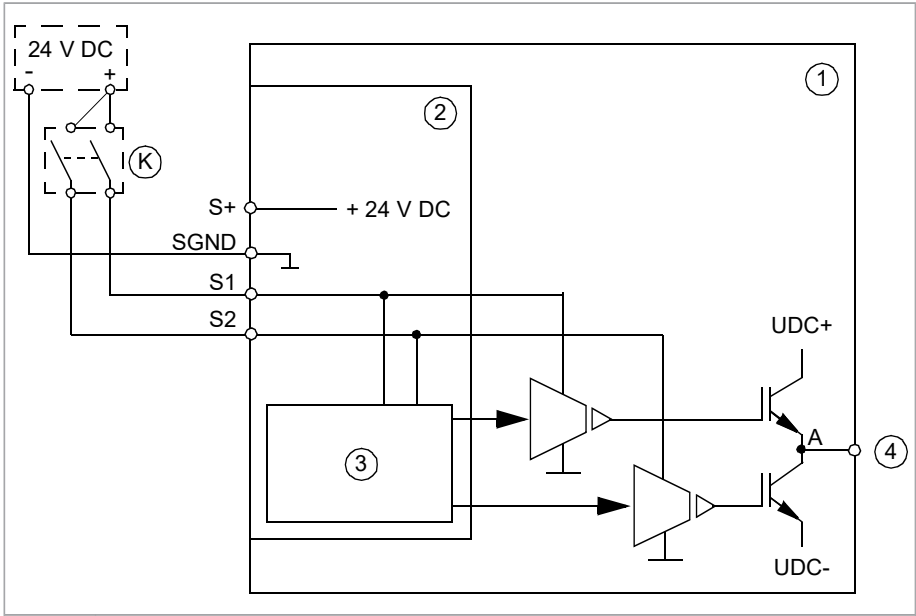 24 V DC
- +
1
2
K
S+ + 24 V DC
SGND
S1
S2
UDC+
A
3
4
UDC-